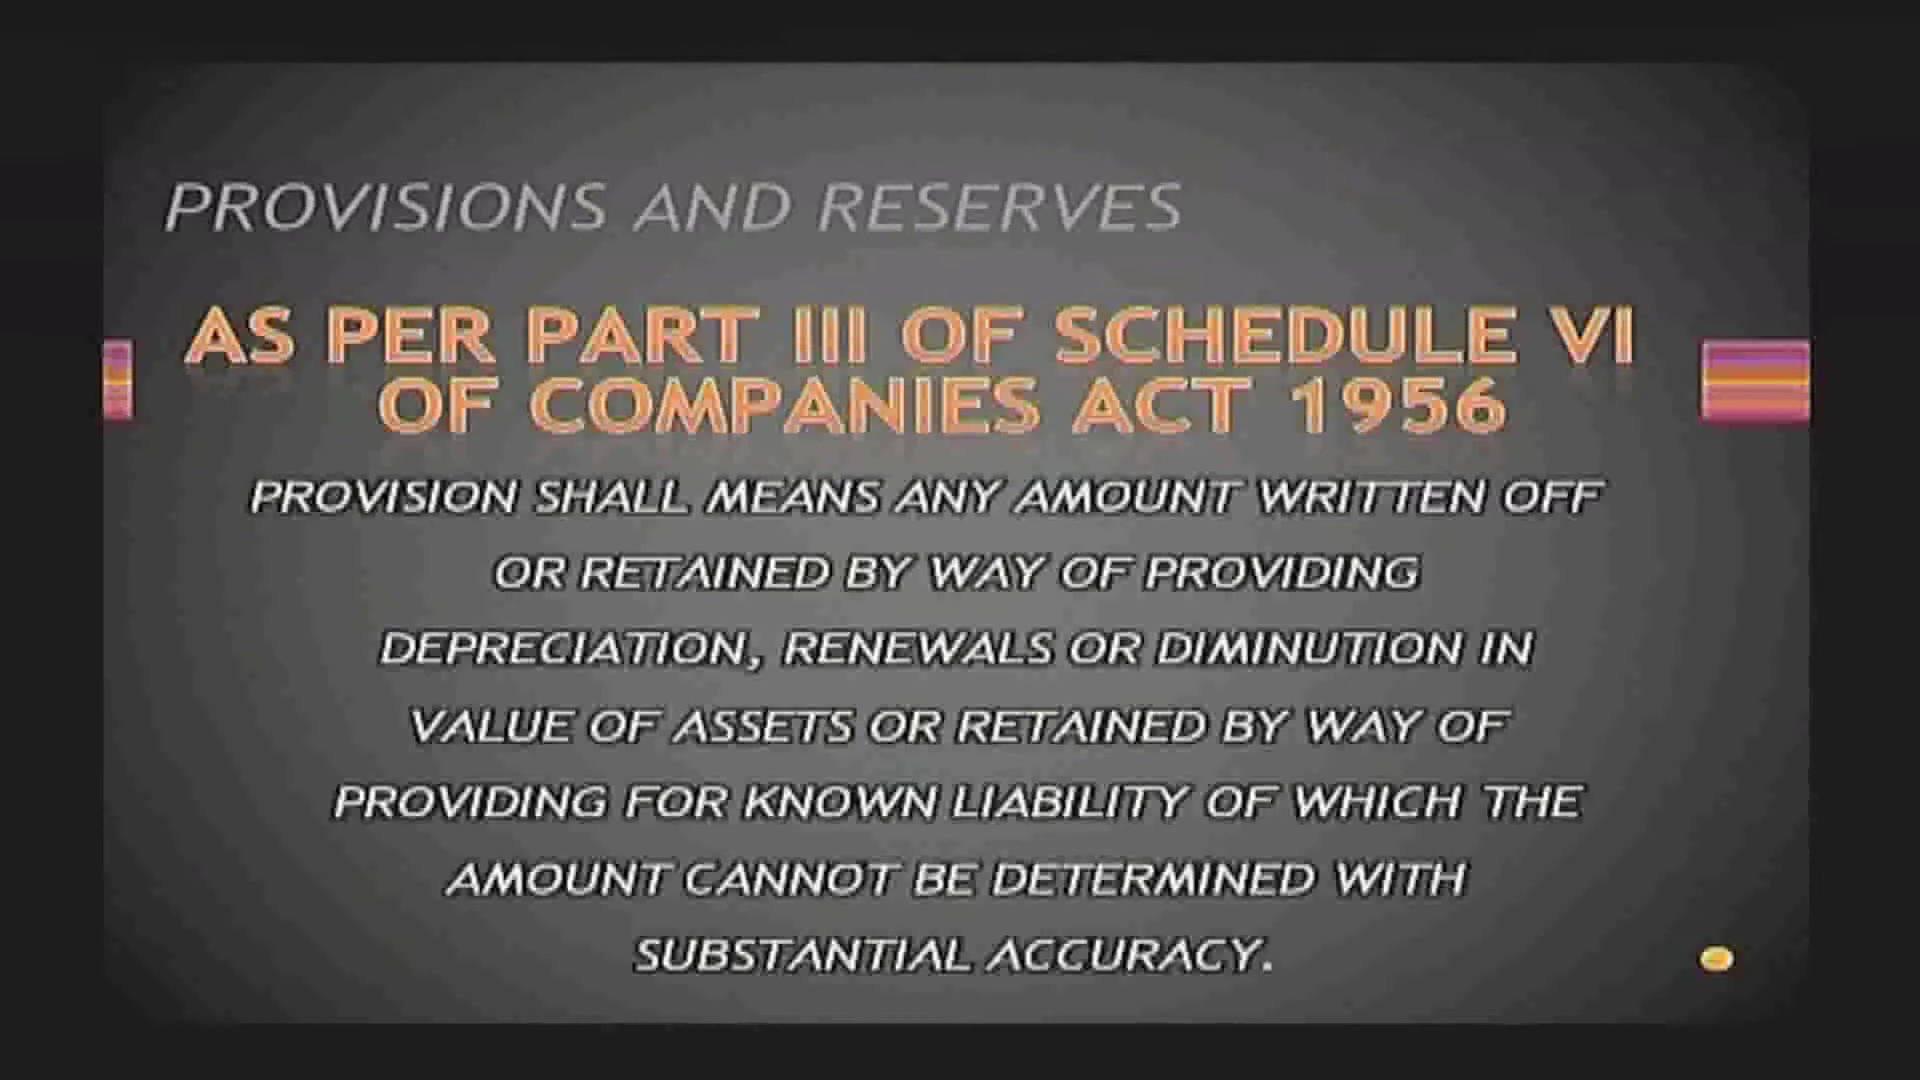 PROVISIONS AND RESERVES
AS PER PART III OF SCHEDULE VI
OF COMPANIES ACT 1956
PROVISION SHALL MEANS ANY AMOUNT WRITTEN OFF
OR RETAINED BY WAY OF PROVIDING
DEPRECIATION, RENEWALS OR DIMINUTION IN
VALUE OF ASSETS OR RETAINED BY WAY OF
PROVIDING FOR KNOWN LIABILITY OF WHICH THE
AMOUNT CANNOT BE DETERMINED WITH
SUBSTANTIAL ACCURACY.